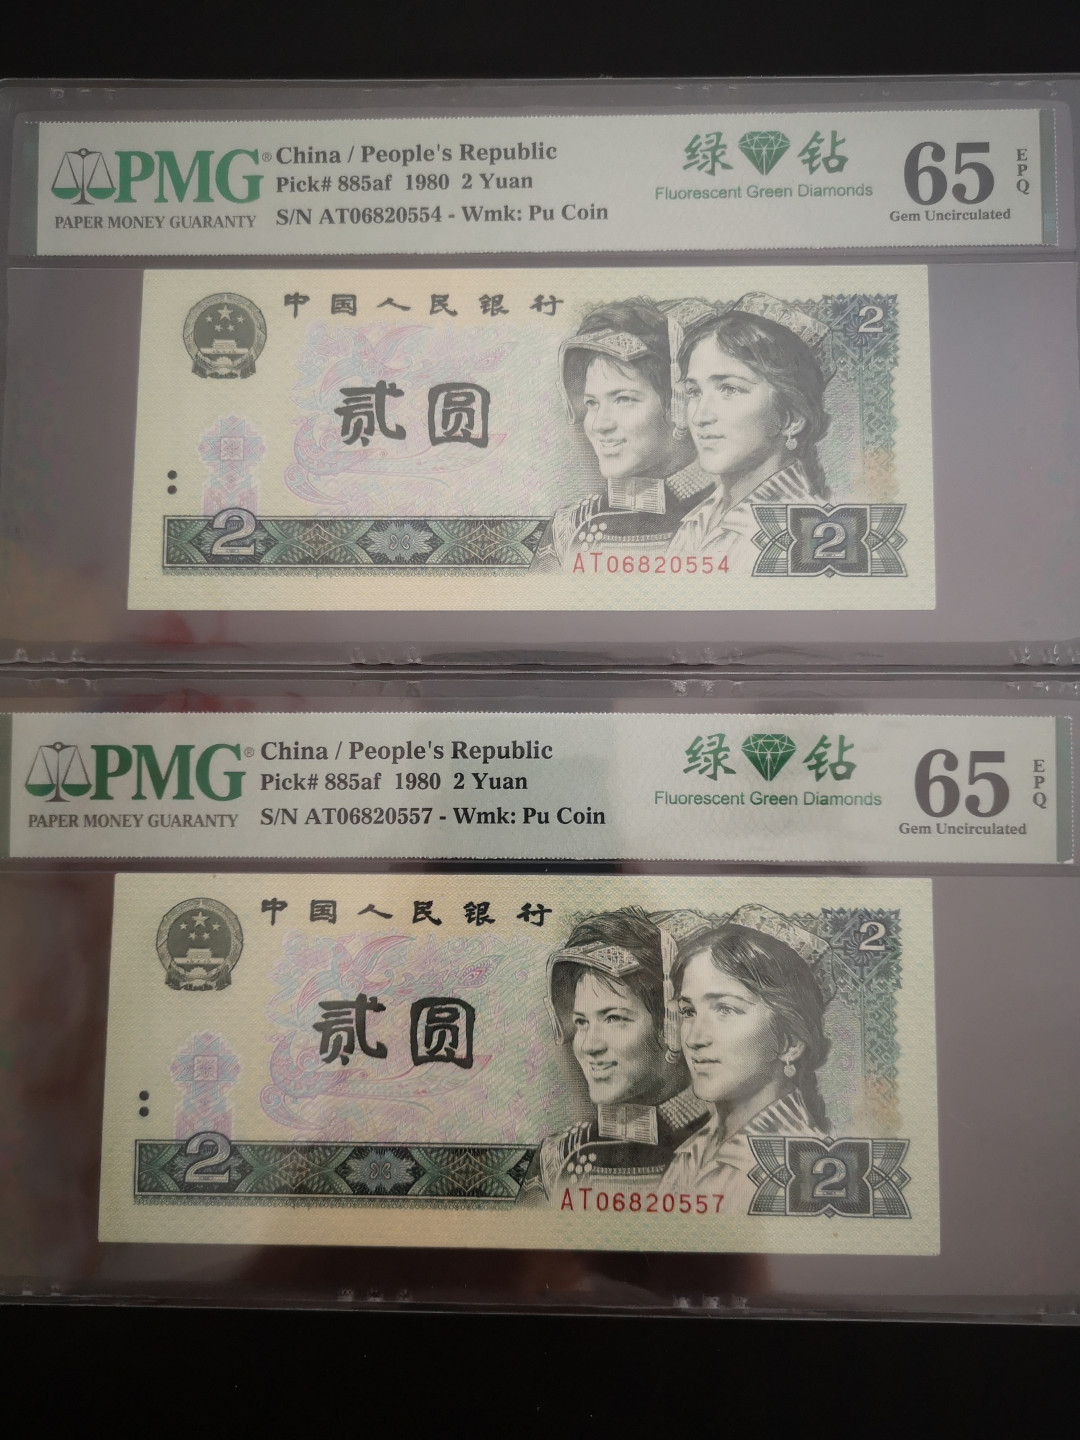 PMG®
PAPER MONEY GUARANTY
China / People's Republic
Pick# 885af 1980 2 Yuan
S/N AT06820554 - Wmk: Pu Coin
绿钻
Fluorescent Green Diamonds
65
EPQ
Gem Uncirculated
中国人民银行
2
贰圆
2
2
AT06820554
PMG®
PAPER MONEY GUARANTY
China / People's Republic
Pick# 885af 1980 2 Yuan
S/N AT06820557 - Wmk: Pu Coin
绿钻
Fluorescent Green Diamonds
65
EPQ
Gem Uncirculated
中国人民银行
2
贰圆
2
2
AT06820557